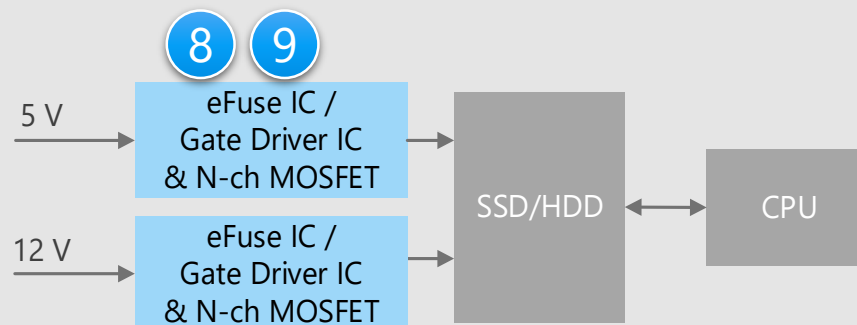 8 9
5 V
eFuse IC /
Gate Driver IC
& N-ch MOSFET
SSD/HDD
CPU
12 V
eFuse IC /
Gate Driver IC
& N-ch MOSFET